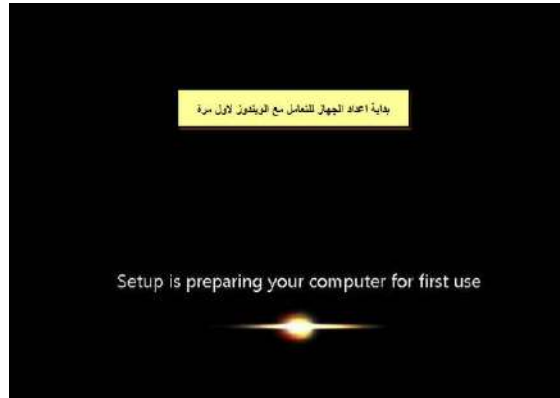 بداية اعداد الجهاز للتعامل مع الويندوز لاول مرة
Setup is preparing your computer for first use